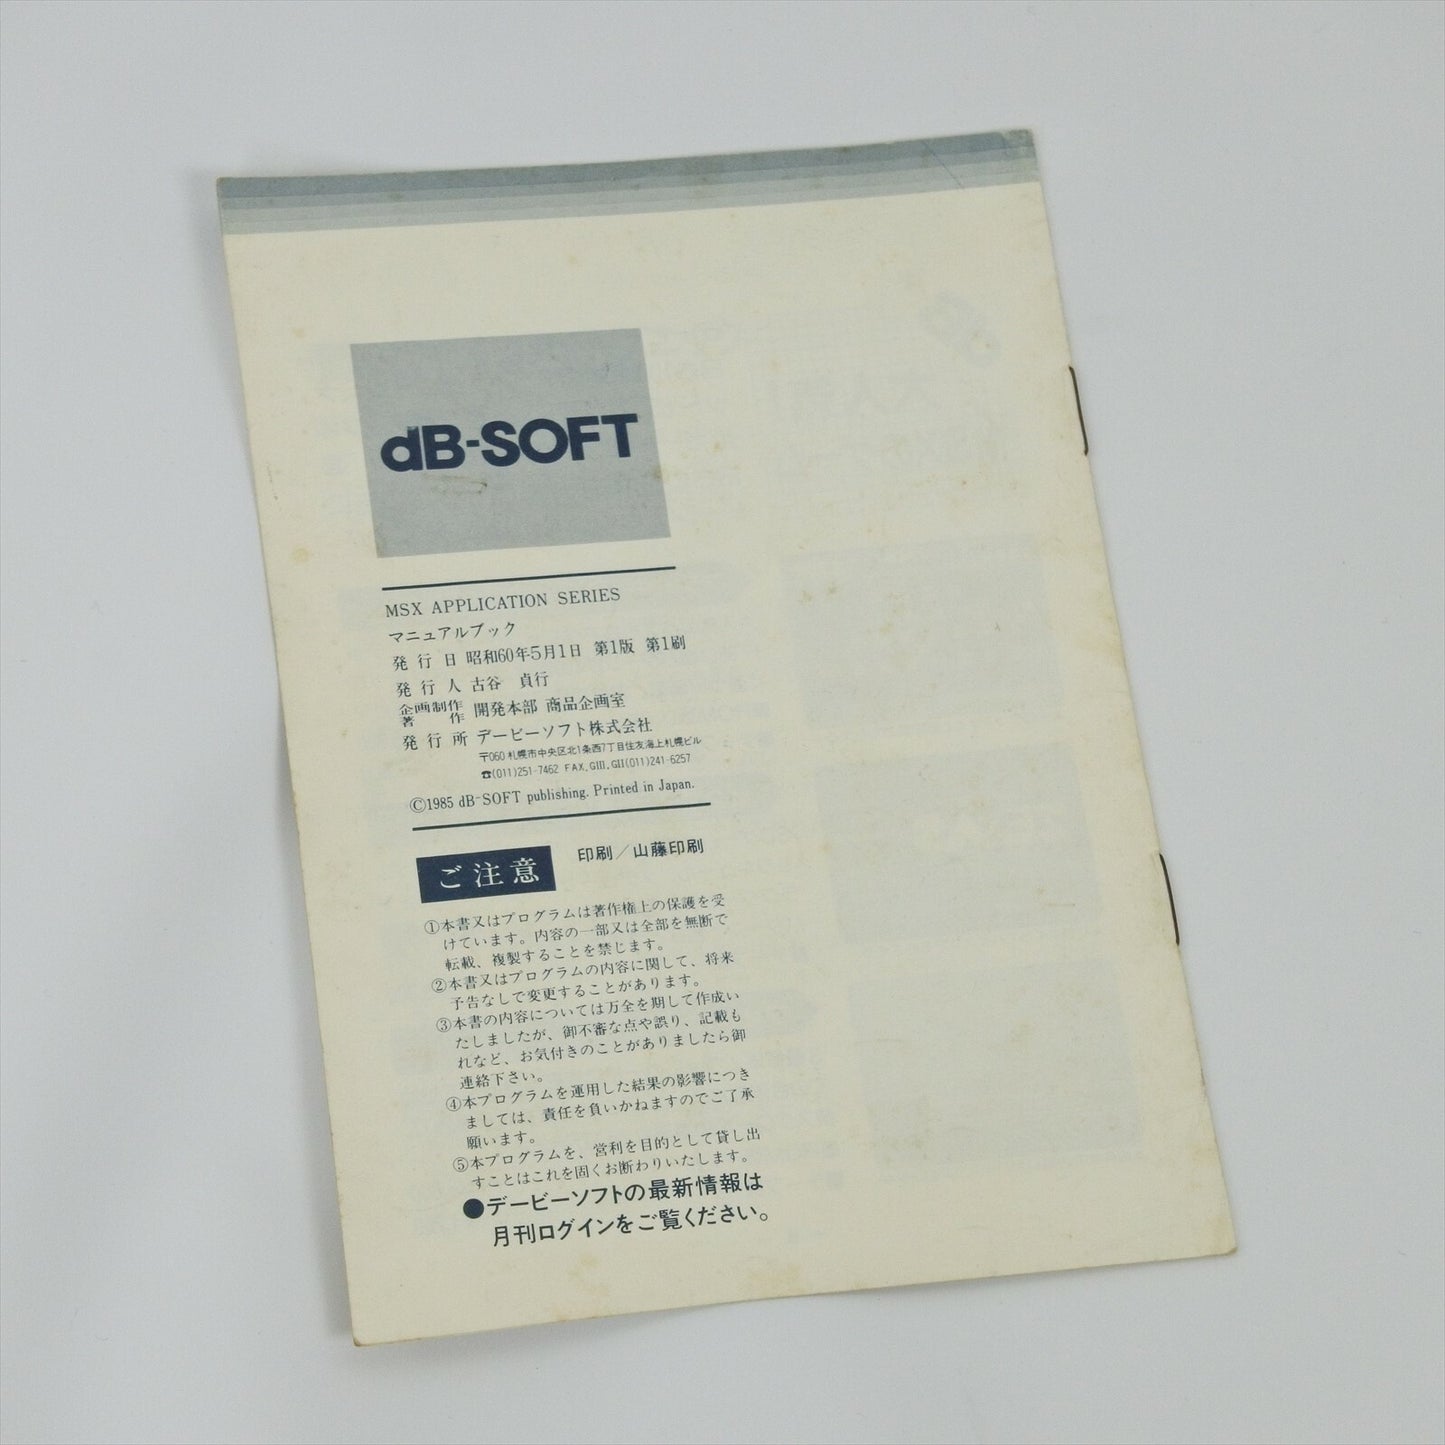 dB-SOFT
MSX APPLICATION SERIES
マニュアルブック
発行日 昭和60年5月1日 第1版 第1刷
発行人 古谷 貞行
企画制作
著作 開発本部 商品企画室
発行所 デービーソフト株式会社
〒060 札幌市中央区北1条西7丁目住友海上札幌ビル
☎(011)251-7462 FAX.GIII,GII(011)241-6257
©1985 dB-SOFT publishing. Printed in Japan.
ご注意 印刷/山藤印刷
①本書又はプログラムは著作権上の保護を受
けています。内容の一部又は全部を無断で
転載、複製することを禁じます。
②本書又はプログラムの内容に関して、将来
予告なしで変更することがあります。
③本書の内容については万全を期して作成い
たしましたが、御不審な点や誤り、記載も
れなど、お気付きのことがありましたら御
連絡下さい。
④本プログラムを運用した結果の影響につき
ましては、責任を負いかねますのでご了承
願います。
⑤本プログラムを、営利を目的として貸し出
すことはこれを固くお断わりいたします。
●デービーソフトの最新情報は
月刊ログインをご覧ください。